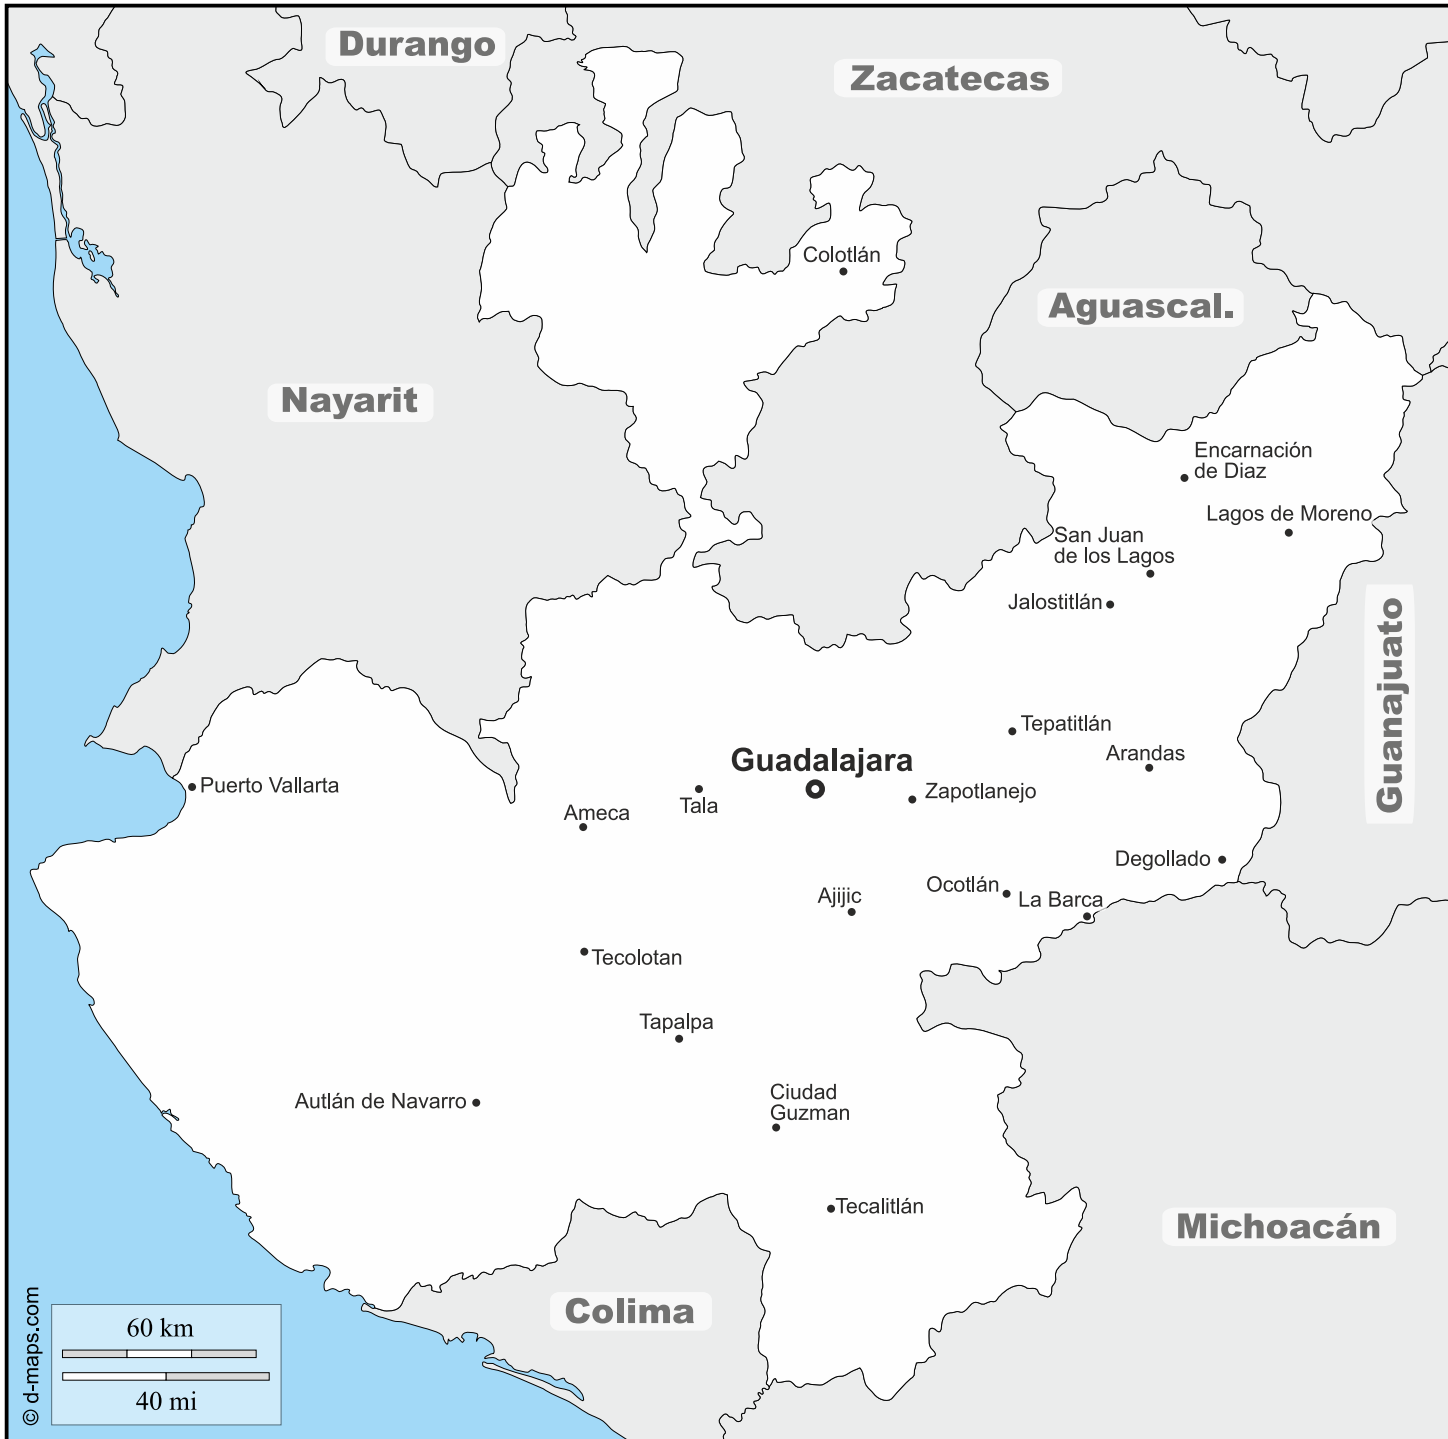 Durango
Zacatecas
Colotlán
Aguascal.
Nayarit
Encarnación
de Diaz
Lagos de Moreno
San Juan
de los Lagos
Jalostitlán
Guanajuato
Tepatitlán
Arandas
Guadalajara
Puerto Vallarta
Tala
Zapotlanejo
Ameca
Degollado
Ocotlán
La Barca
Ajijic
Tecolotan
Tapalpa
Ciudad
Guzman
Autlán de Navarro
Tecalitlán
Michoacán
Colima
60 km
40 mi
© d-maps.com